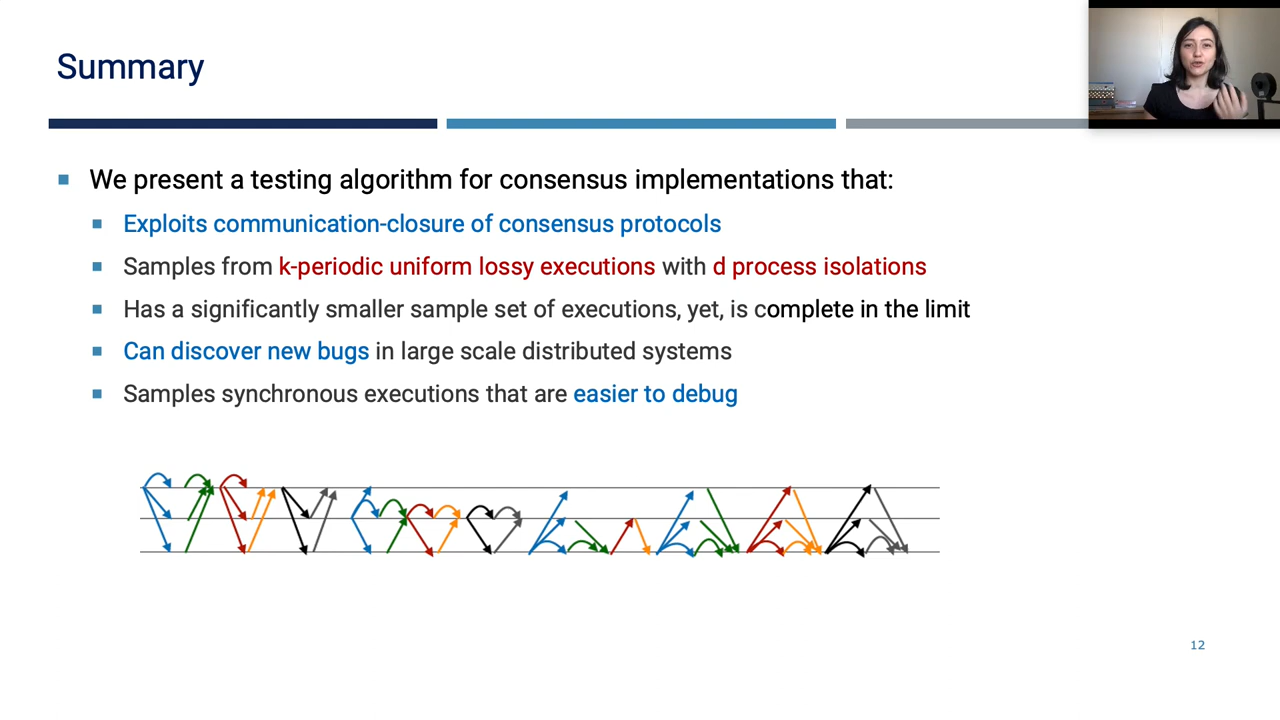 Summary
We present a testing algorithm for consensus implementations that:
Exploits communication-closure of consensus protocols
Samples from k-periodic uniform lossy executions with d process isolations
Has a significantly smaller sample set of executions, yet, is complete in the limit
Can discover new bugs in large scale distributed systems
Samples synchronous executions that are easier to debug
12